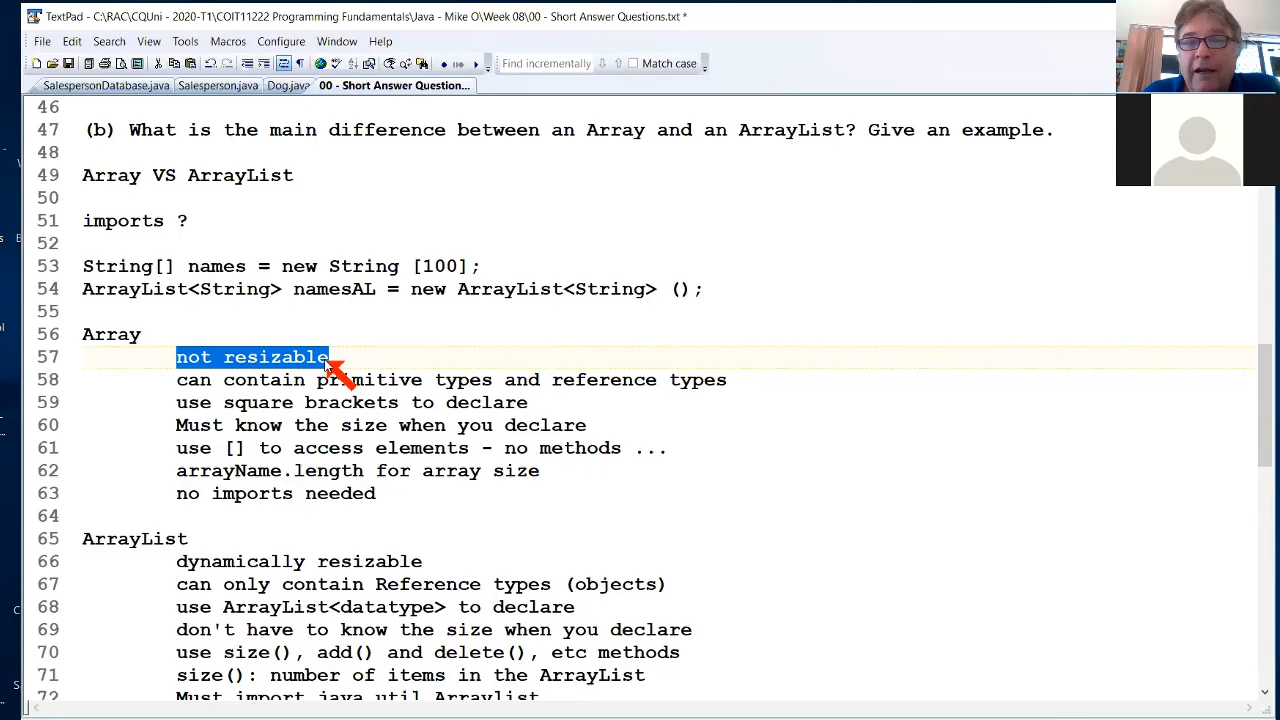 TextPad - C:\RAC\CQUni - 2020-T1\COIT11222 Programming Fundamentals\Java - Mike O\Week 08\00 - Short Answer Questions.txt *
File Edit Search View Tools Macros Configure Window Help
Find incrementally Match case
SalespersonDatabase.java Salesperson.java Dog.java 00 - Short Answer Question...
46
47 (b) What is the main difference between an Array and an ArrayList? Give an example.
48
49 Array VS ArrayList
50
51 imports ?
52
53 String[] names = new String [100];
54 ArrayList<String> namesAL = new ArrayList<String> ();
55
56 Array
57 not resizable
58 can contain primitive types and reference types
59 use square brackets to declare
60 Must know the size when you declare
61 use [] to access elements - no methods ...
62 arrayName.length for array size
63 no imports needed
64
65 ArrayList
66 dynamically resizable
67 can only contain Reference types (objects)
68 use ArrayList<datatype> to declare
69 don't have to know the size when you declare
70 use size(), add() and delete(), etc methods
71 size(): number of items in the ArrayList
72 Must import java util Arraylist